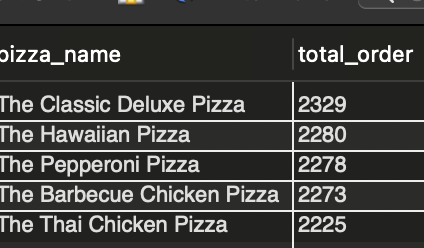 pizza_name total_order
The Classic Deluxe Pizza 2329
The Hawaiian Pizza 2280
The Pepperoni Pizza 2278
The Barbecue Chicken Pizza 2273
The Thai Chicken Pizza 2225